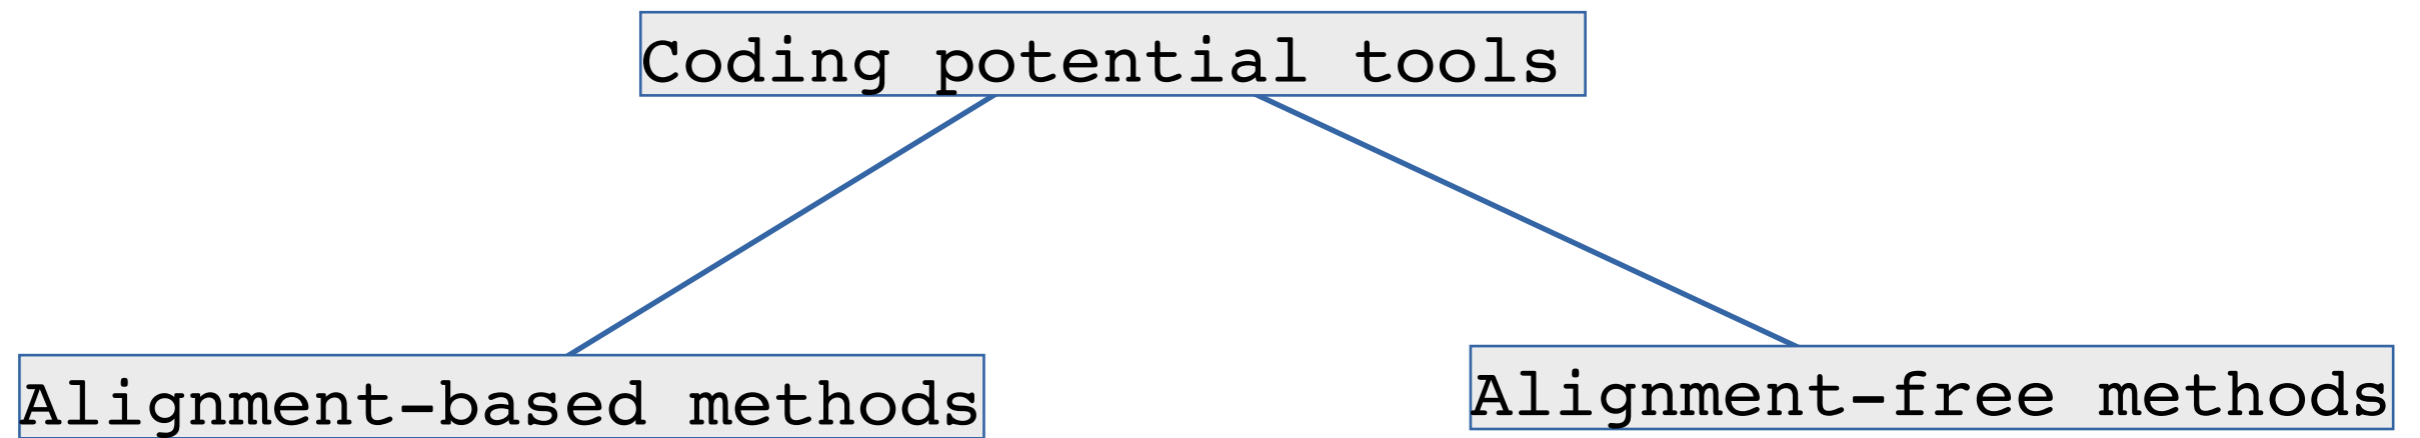 Coding potential tools
Alignment-based methods
Alignment-free methods